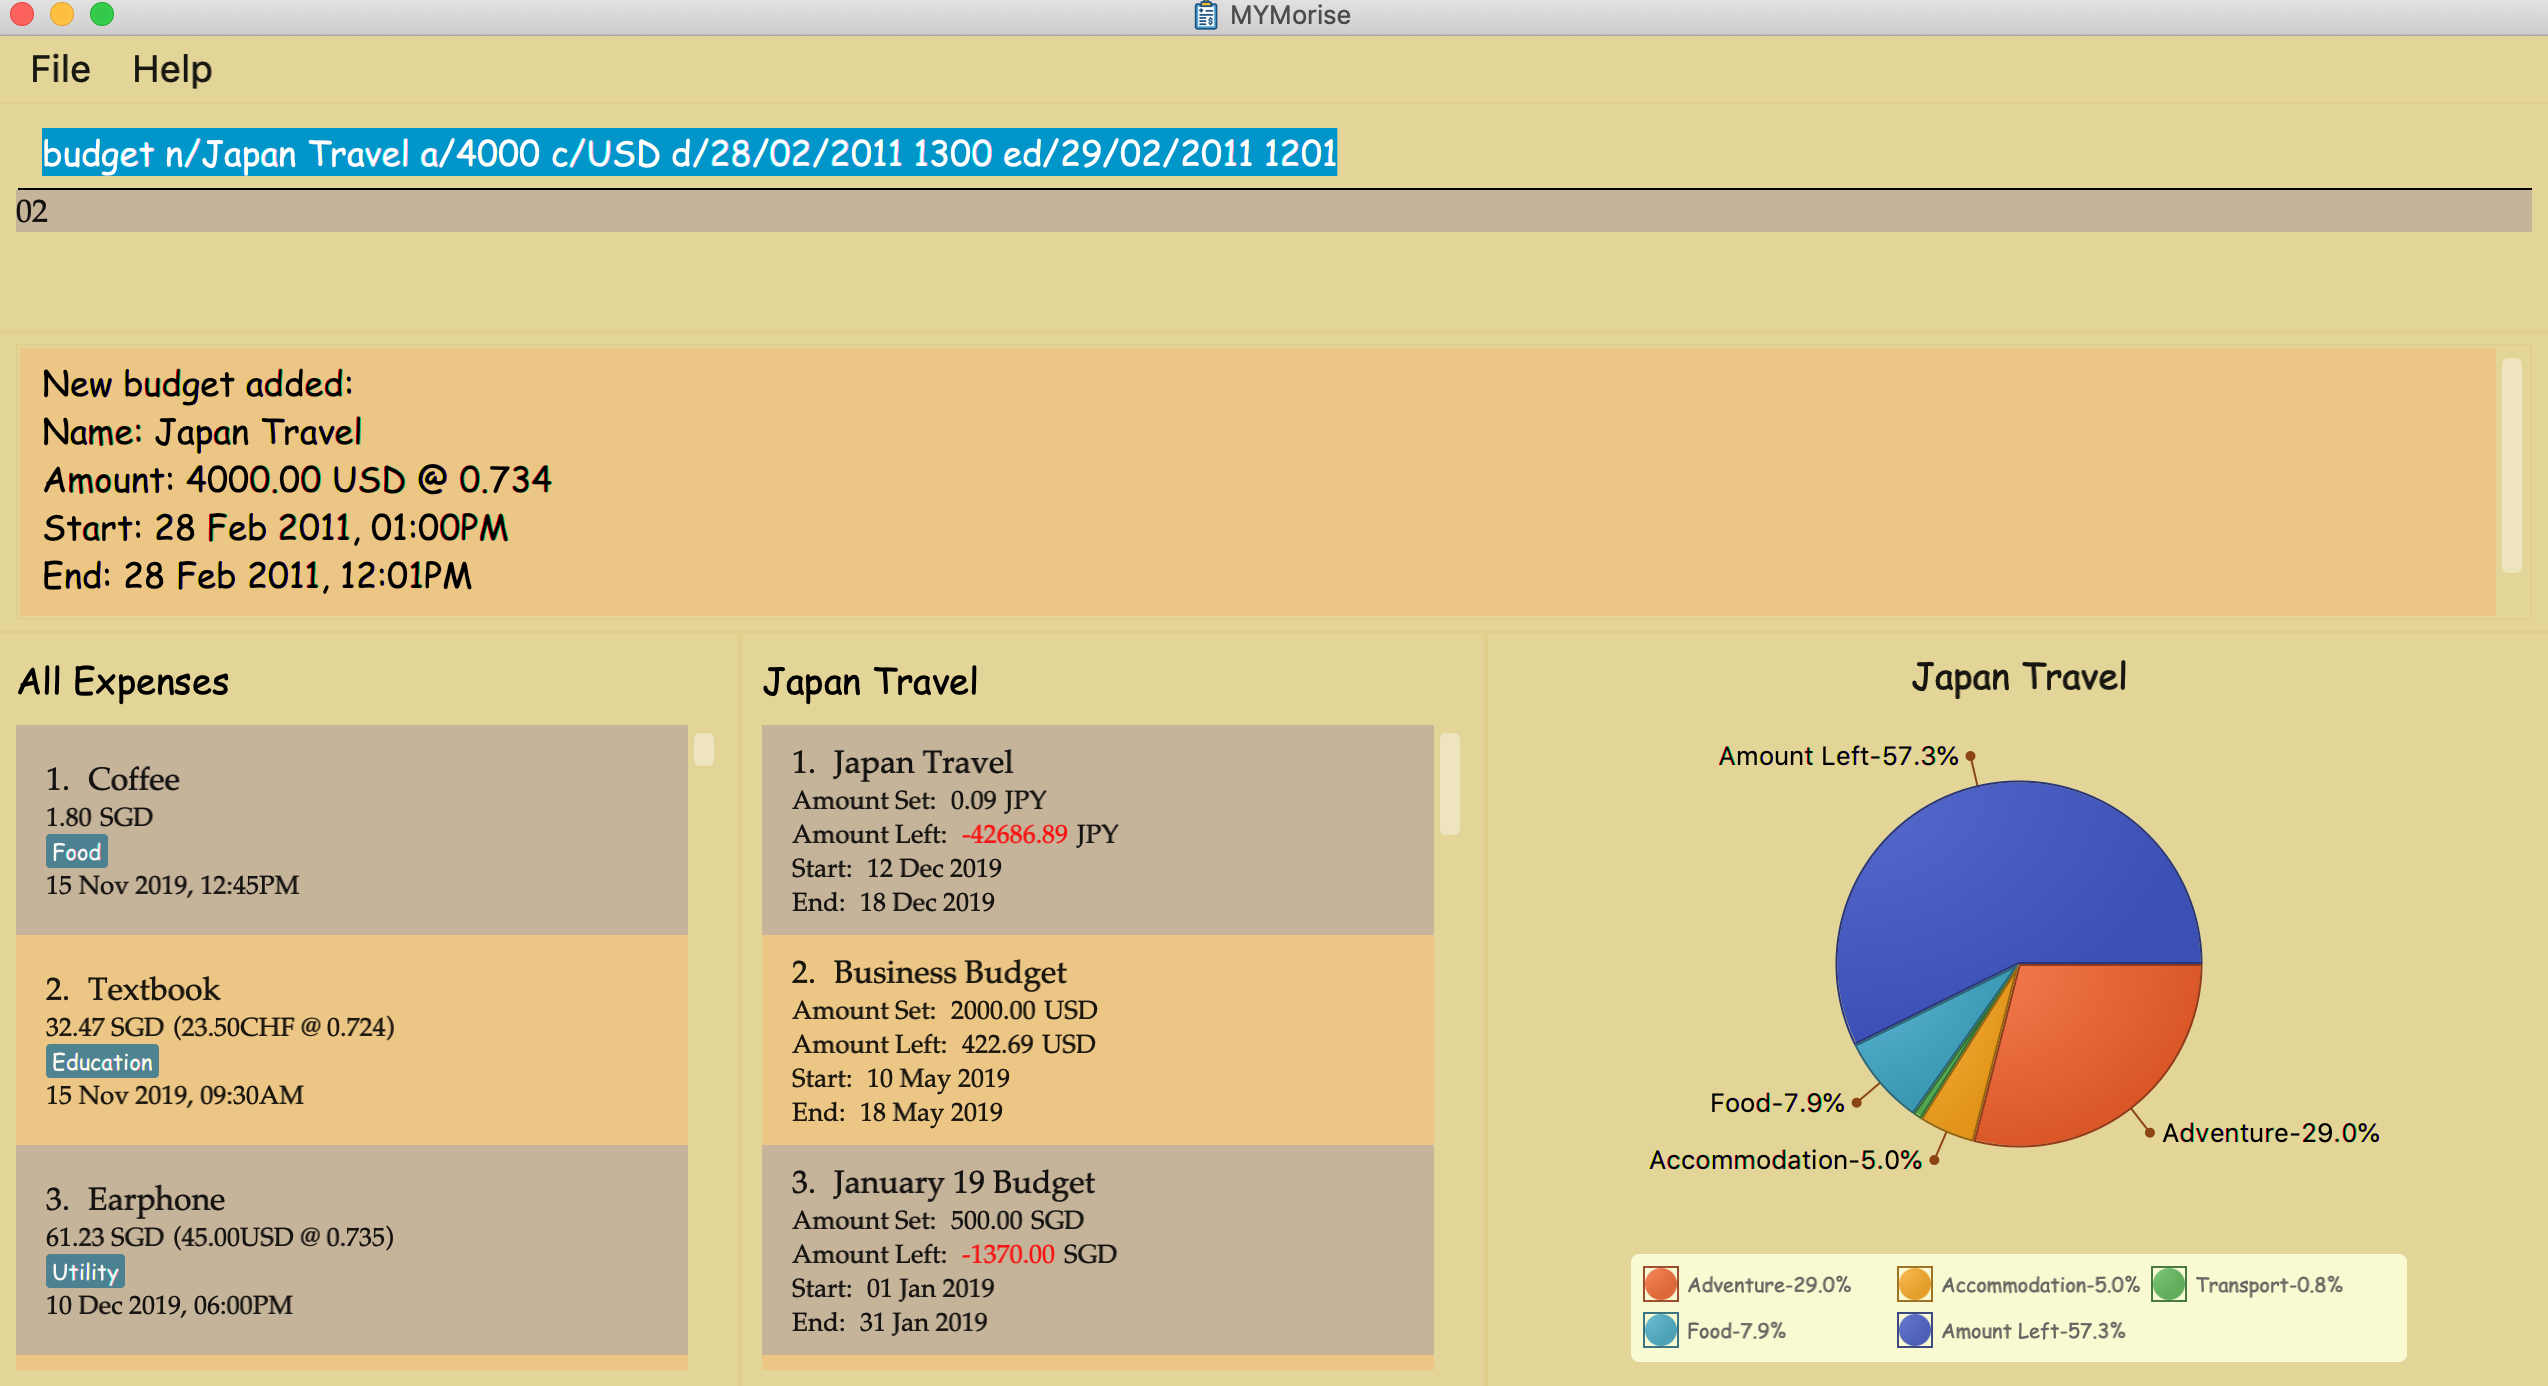 MYMorise
File Help
budget n/Japan Travel a/4000 c/USD d/28/02/2011 1300 ed/29/02/2011 1201
02
New budget added:
Name: Japan Travel
Amount: 4000.00 USD @ 0.734
Start: 28 Feb 2011, 01:00PM
End: 28 Feb 2011, 12:01PM
All Expenses
1. Coffee
1.80 SGD
Food
15 Nov 2019, 12:45PM
2. Textbook
32.47 SGD (23.50CHF @ 0.724)
Education
15 Nov 2019, 09:30AM
3. Earphone
61.23 SGD (45.00USD @ 0.735)
Utility
10 Dec 2019, 06:00PM
Japan Travel
1. Japan Travel
Amount Set: 0.09 JPY
Amount Left: -42686.89 JPY
Start: 12 Dec 2019
End: 18 Dec 2019
2. Business Budget
Amount Set: 2000.00 USD
Amount Left: 422.69 USD
Start: 10 May 2019
End: 18 May 2019
3. January 19 Budget
Amount Set: 500.00 SGD
Amount Left: -1370.00 SGD
Start: 01 Jan 2019
End: 31 Jan 2019
Japan Travel
Amount Left-57.3%
Food-7.9%
Accommodation-5.0%
Adventure-29.0%
Adventure-29.0% Accommodation-5.0% Transport-0.8%
Food-7.9% Amount Left-57.3%